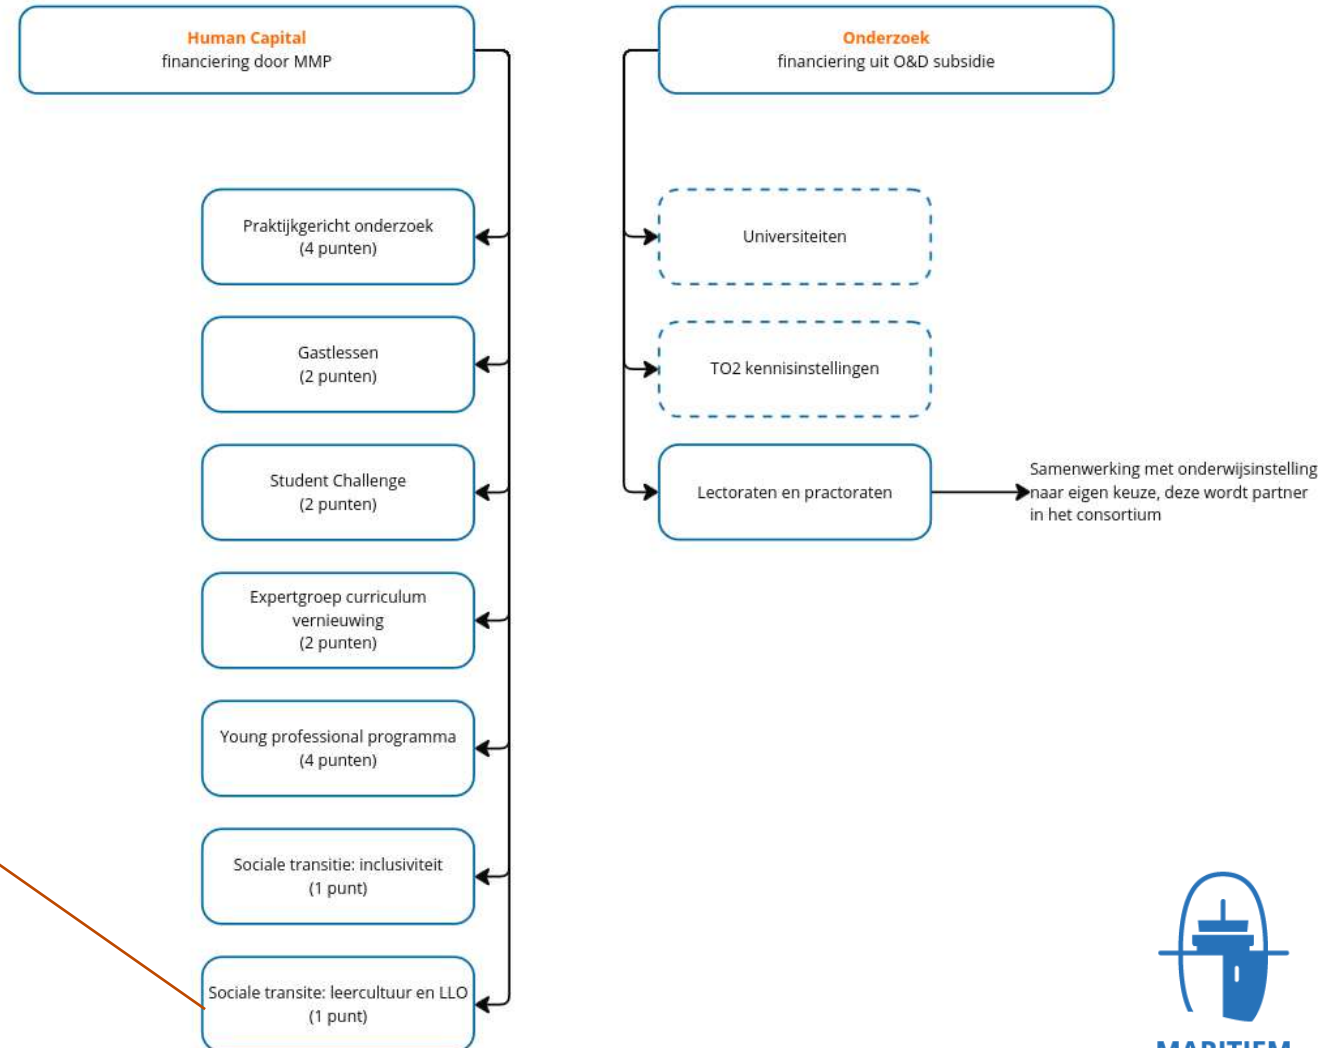 Human Capital
financiering door MMP
Onderzoek
financiering uit O&D subsidie
Praktijkgericht onderzoek
(4 punten)
Universiteiten
Gastlessen
(2 punten)
TO2 kennisinstellingen
Student Challenge
(2 punten)
Lectoraten en practoraten
Samenwerking met onderwijsinstelling
naar eigen keuze, deze wordt partner
in het consortium
Expertgroep curriculum
vernieuwing
(2 punten)
Young professional programma
(4 punten)
Sociale transitie: inclusiviteit
(1 punt)
Sociale transite: leercultuur en LLO
(1 punt)
MARITIEM